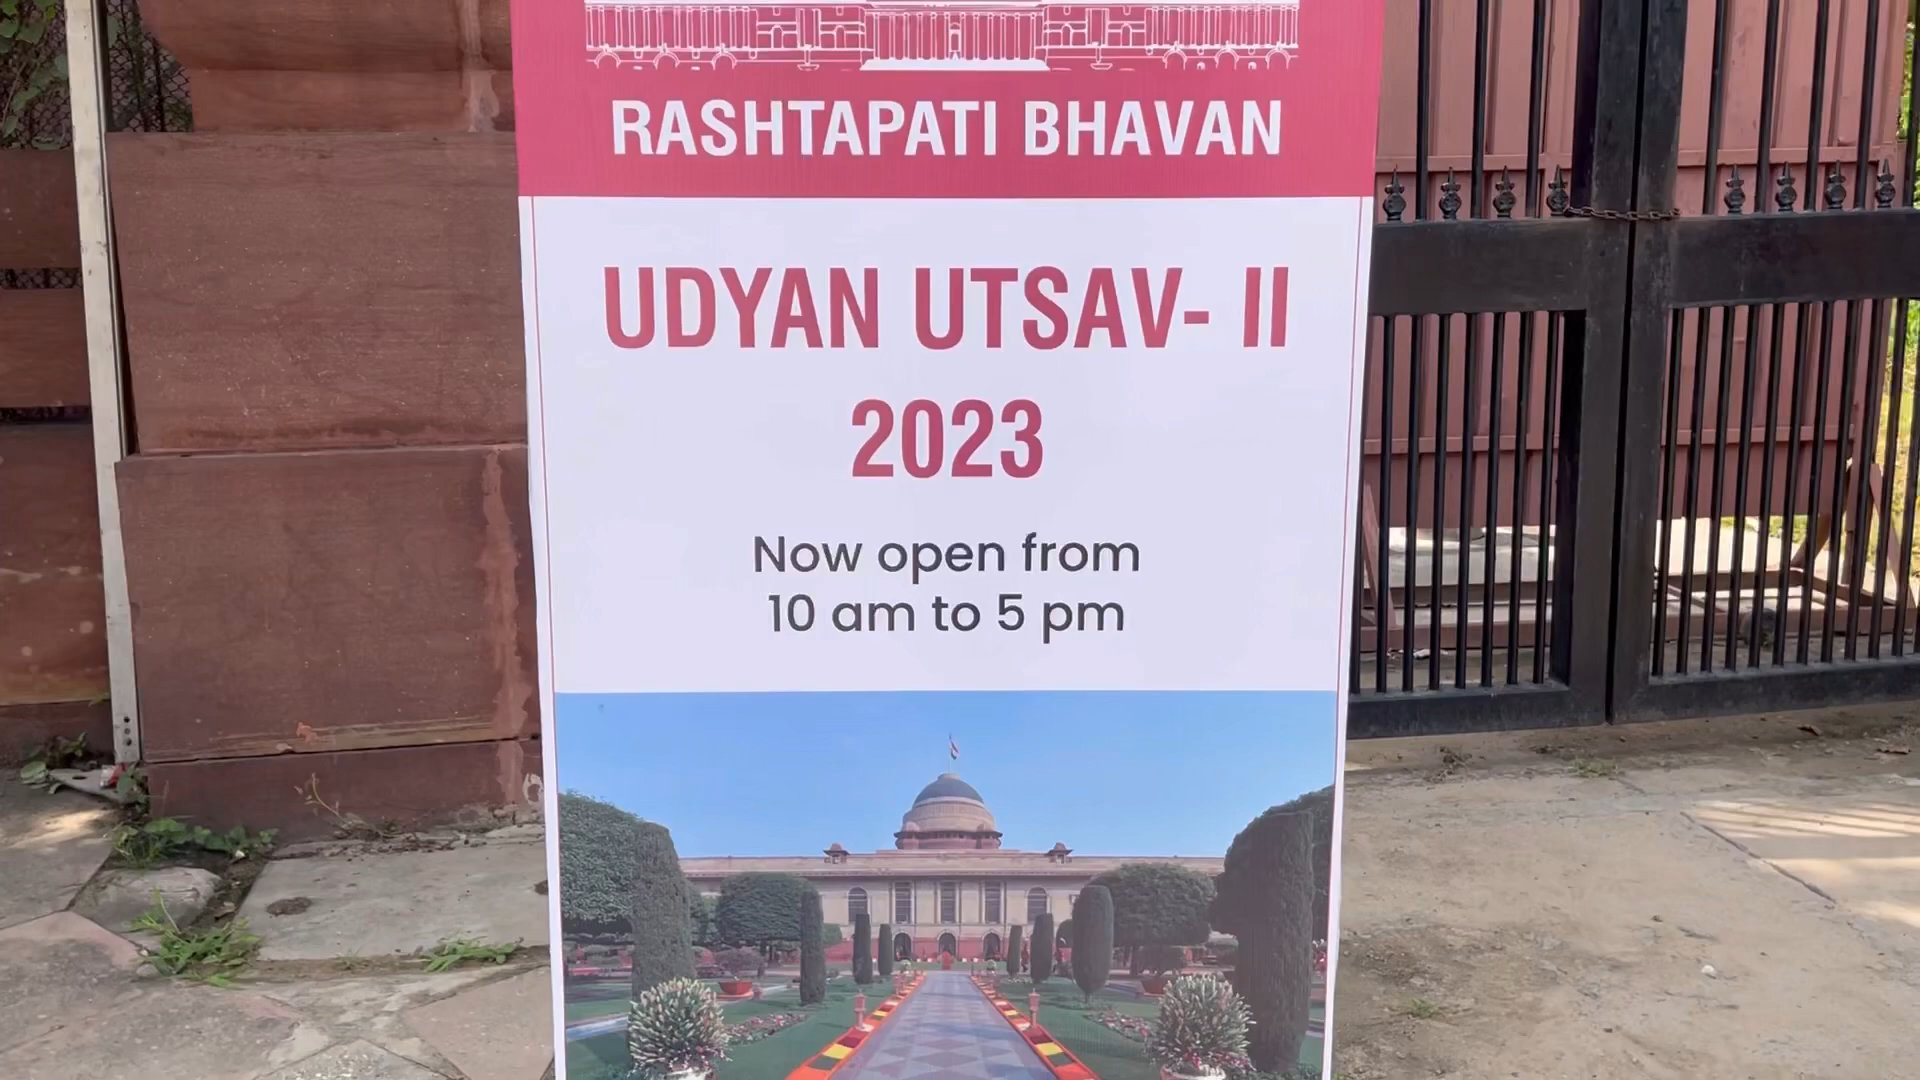 RASHTAPATI BHAVAN
UDYAN UTSAV- II
2023
Now open from
10 am to 5 pm